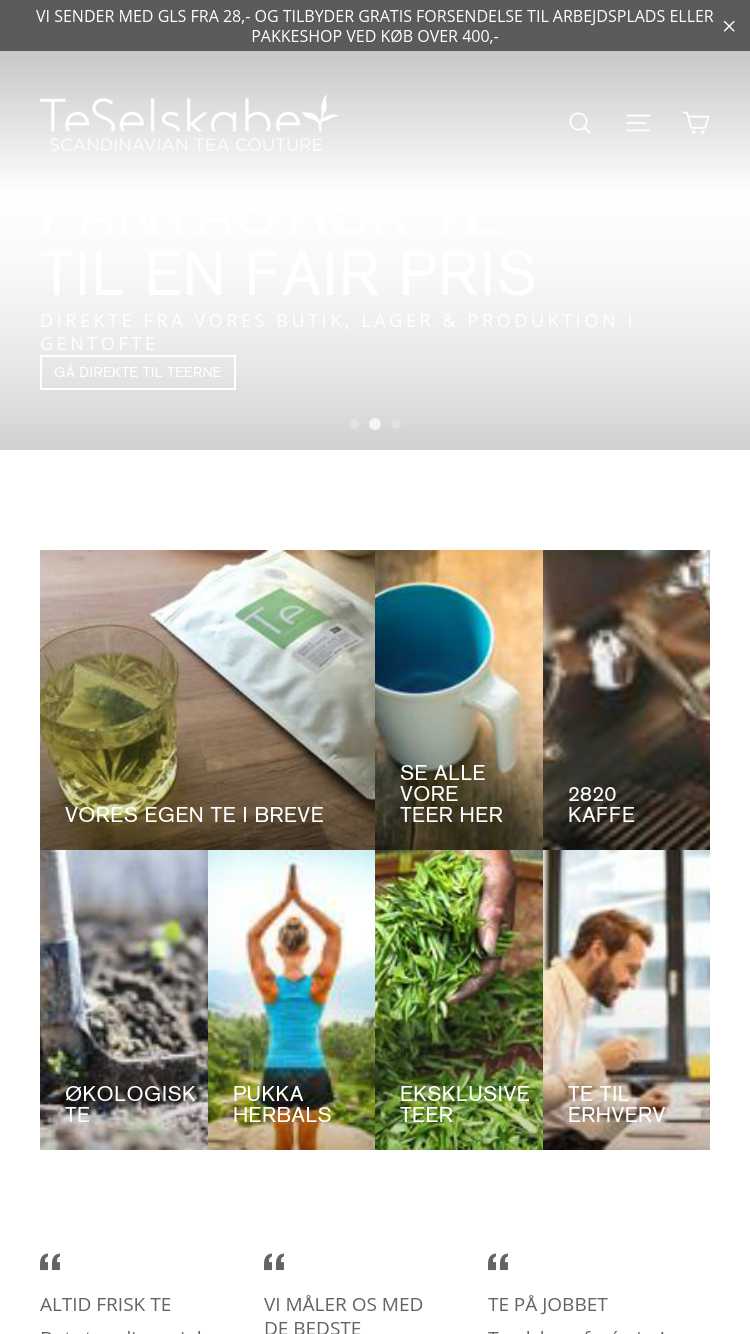 VI SENDER MED GLS FRA 28,- OG TILBYDER GRATIS FORSENDELSE TIL ARBEJDSPLADS ELLER
PAKKESHOP VED KØB OVER 400,-
TeSelskabet
SCANDINAVIAN TEA COUTURE
TIL EN FAIR PRIS
DIREKTE FRA VORES BUTIK, LAGER & PRODUKTION I
GENTOFTE
GÅ DIREKTE TIL TEERNE
Te
VORES EGEN TE I BREVE
SE ALLE
VORE
TEER HER
2820
KAFFE
ØKOLOGISK
TE
PUKKA
HERBALS
EKSKLUSIVE
TEER
TE TIL
ERHVERV
ALTID FRISK TE
VI MÅLER OS MED
DE BEDSTE
TE PÅ JOBBET